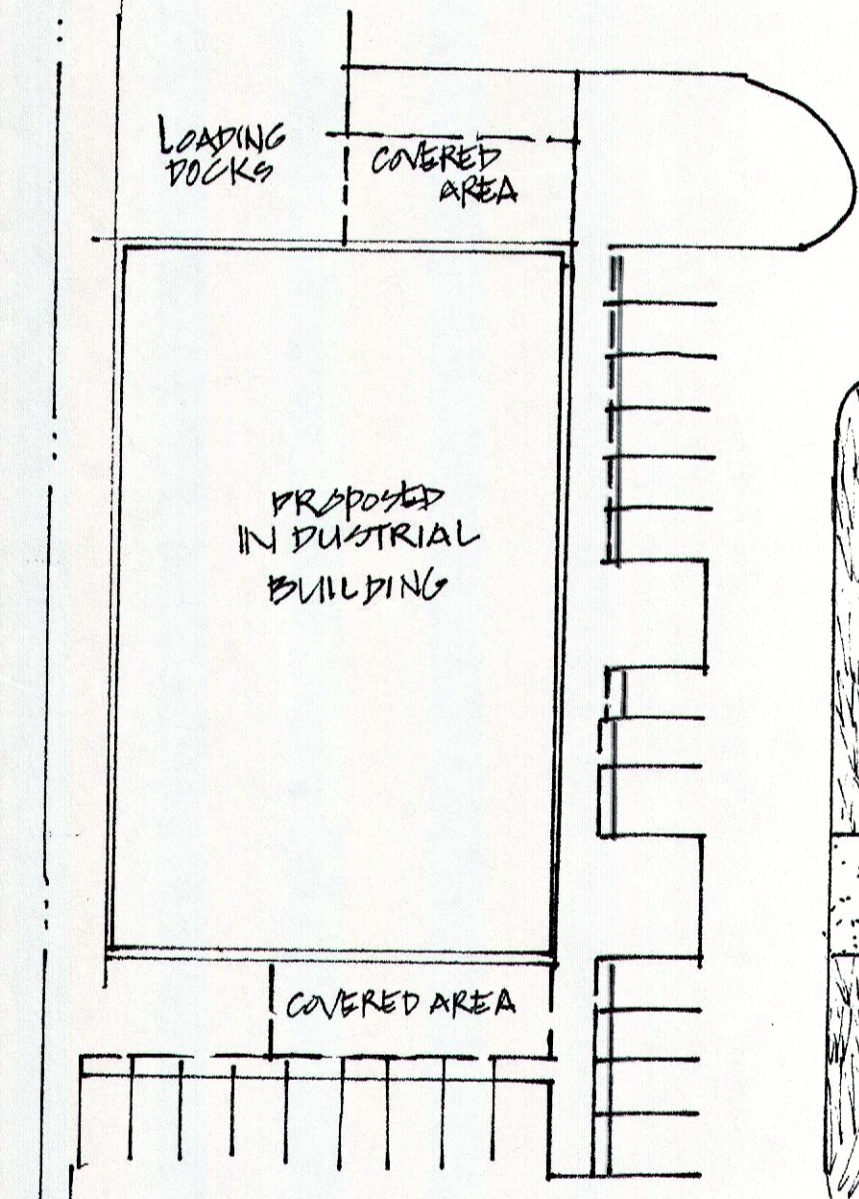 LOADING
DOCKS
COVERED
AREA
PROPOSED
INDUSTRIAL
BUILDING
COVERED AREA